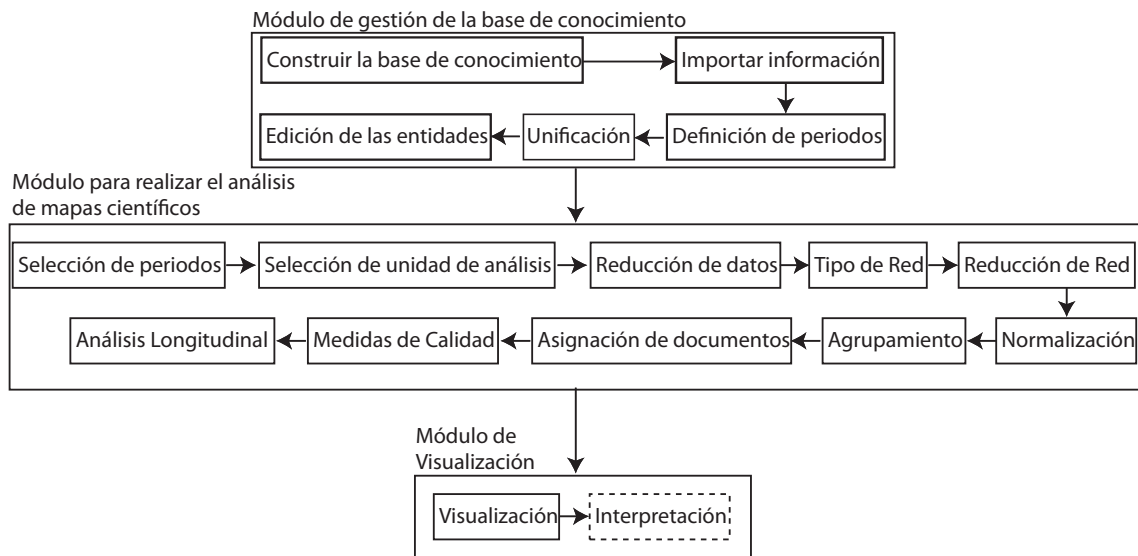 Módulo de gestión de la base de conocimiento
Construir la base de conocimiento
Importar información
Definición de periodos
Unificación
Edición de las entidades
Módulo para realizar el análisis
de mapas científicos
Selección de periodos
Selección de unidad de análisis
Reducción de datos
Tipo de Red
Reducción de Red
Normalización
Agrupamiento
Asignación de documentos
Medidas de Calidad
Análisis Longitudinal
Módulo de
Visualización
Visualización
Interpretación